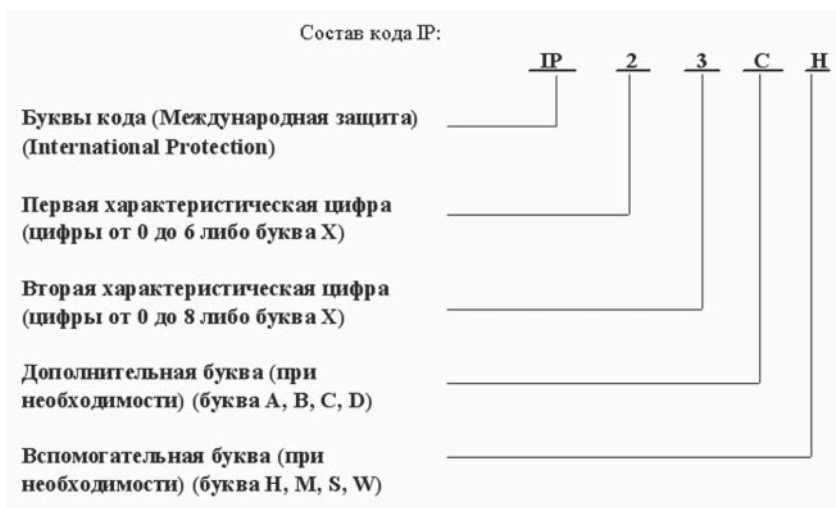 Состав кода IP:
IP 2 3 C H
Буквы кода (Международная защита)
(International Protection)
Первая характеристическая цифра
(цифры от 0 до 6 либо буква X)
Вторая характеристическая цифра
(цифры от 0 до 8 либо буква X)
Дополнительная буква (при
необходимости) (буква A, B, C, D)
Вспомогательная буква (при
необходимости) (буква H, M, S, W)